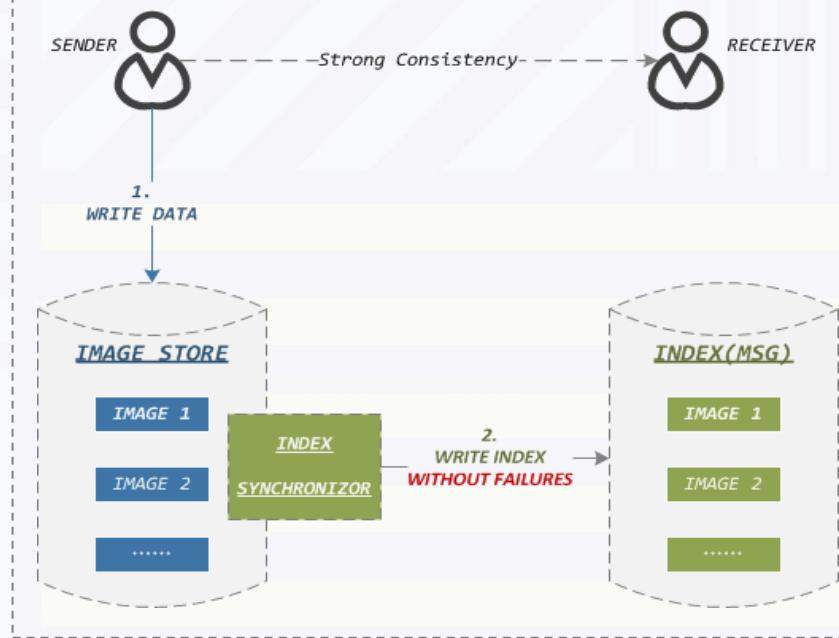 SENDER
Strong Consistency
RECEIVER
1.
WRITE DATA
IMAGE STORE
INDEX(MSG)
IMAGE 1
IMAGE 1
INDEX
SYNCHRONIZOR
2.
WRITE INDEX
WITHOUT FAILURES
IMAGE 2
IMAGE 2
······
······